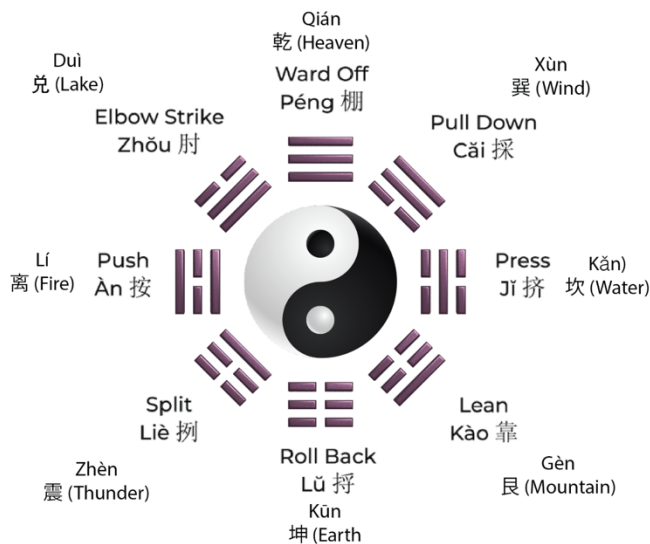 Qián
乾 (Heaven)
Ward Off
Péng 棚
Duì
兑 (Lake)
Elbow Strike
Zhǒu 肘
Xùn
巽 (Wind)
Pull Down
Cǎi 採
Lí
离 (Fire)
Push
Àn 按
Press
Jǐ 挤
Kǎn)
坎 (Water)
Split
Liè 挒
Zhèn
震 (Thunder)
Roll Back
Lǔ 捋
Kūn
坤 (Earth
Lean
Kào 靠
Gèn
艮 (Mountain)